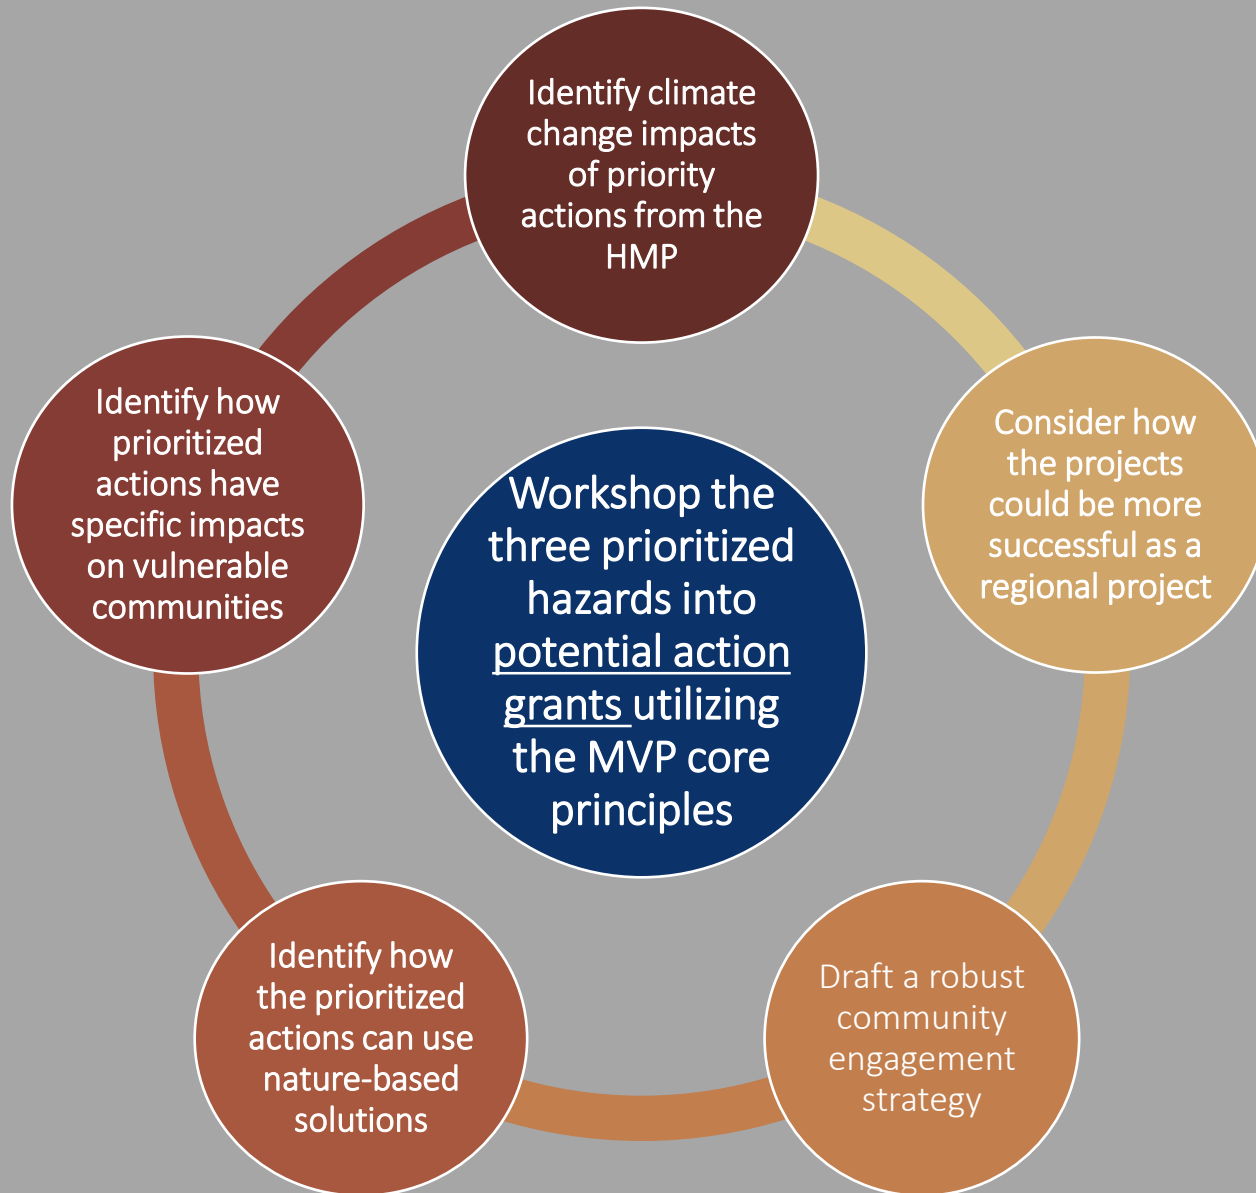 Identify climate
change impacts
of priority
actions from the
HMP
Identify how
prioritized
actions have
specific impacts
on vulnerable
communities
Consider how
the projects
could be more
successful as a
regional project
Workshop the
three prioritized
hazards into
potential action
grants utilizing
the MVP core
principles
Identify how
the prioritized
actions can use
nature-based
solutions
Draft a robust
community
engagement
strategy